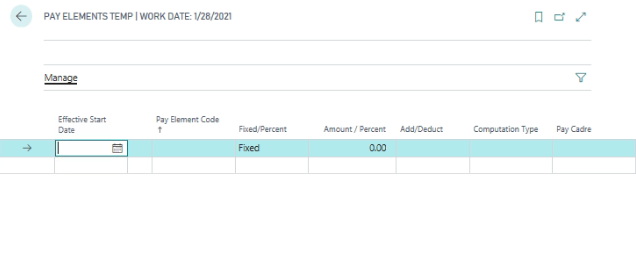 PAY ELEMENTS TEMP | WORK DATE: 1/28/2021
Manage
Effective Start Date
Pay Element Code ↑
Fixed/Percent
Amount / Percent
Add/Deduct
Computation Type
Pay Cadre
→ Fixed 0.00